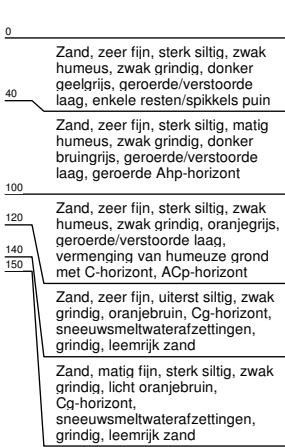 0
Zand, zeer fijn, sterk siltig, zwak
humeus, zwak grindig, donker
geelgrijs, geroerde/verstoorde
laag, enkele resten/spikkels puin
40
Zand, zeer fijn, sterk siltig, matig
humeus, zwak grindig, donker
bruingrijs, geroerde/verstoorde
laag, geroerde Ahp-horizont
100
Zand, zeer fijn, sterk siltig, zwak
humeus, zwak grindig, oranjegrijs,
geroerde/verstoorde laag,
vermenging van humeuze grond
met C-horizont, ACp-horizont
120
Zand, zeer fijn, uiterst siltig, zwak
grindig, oranjebruin, Cg-horizont,
sneeuwsmeltwaterafzettingen,
grindig, leemrijk zand
140
Zand, matig fijn, sterk siltig, zwak
grindig, licht oranjebruin,
Cg-horizont,
sneeuwsmeltwaterafzettingen,
grindig, leemrijk zand
150